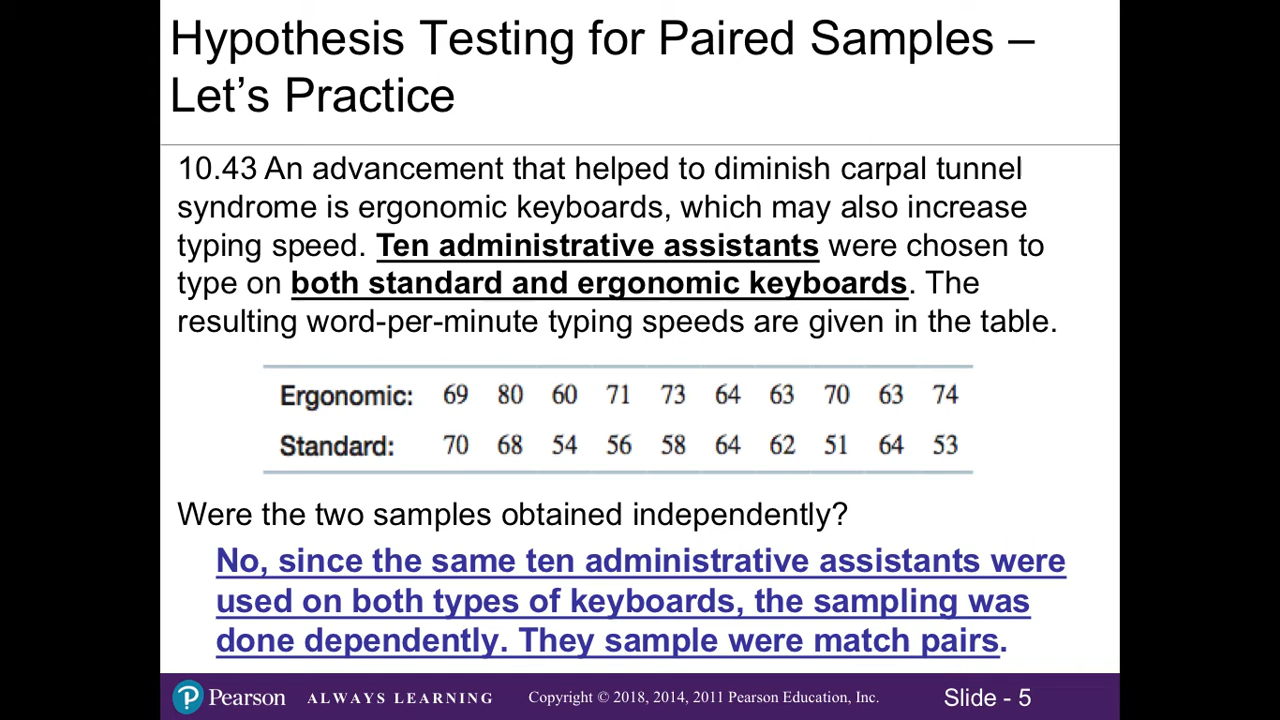 Hypothesis Testing for Paired Samples –
Let’s Practice
10.43 An advancement that helped to diminish carpal tunnel
syndrome is ergonomic keyboards, which may also increase
typing speed. Ten administrative assistants were chosen to
type on both standard and ergonomic keyboards. The
resulting word-per-minute typing speeds are given in the table.
Ergonomic: 69 80 60 71 73 64 63 70 63 74
Standard: 70 68 54 56 58 64 62 51 64 53
Were the two samples obtained independently?
No, since the same ten administrative assistants were
used on both types of keyboards, the sampling was
done dependently. They sample were match pairs.
Pearson ALWAYS LEARNING Copyright © 2018, 2014, 2011 Pearson Education, Inc. Slide - 5